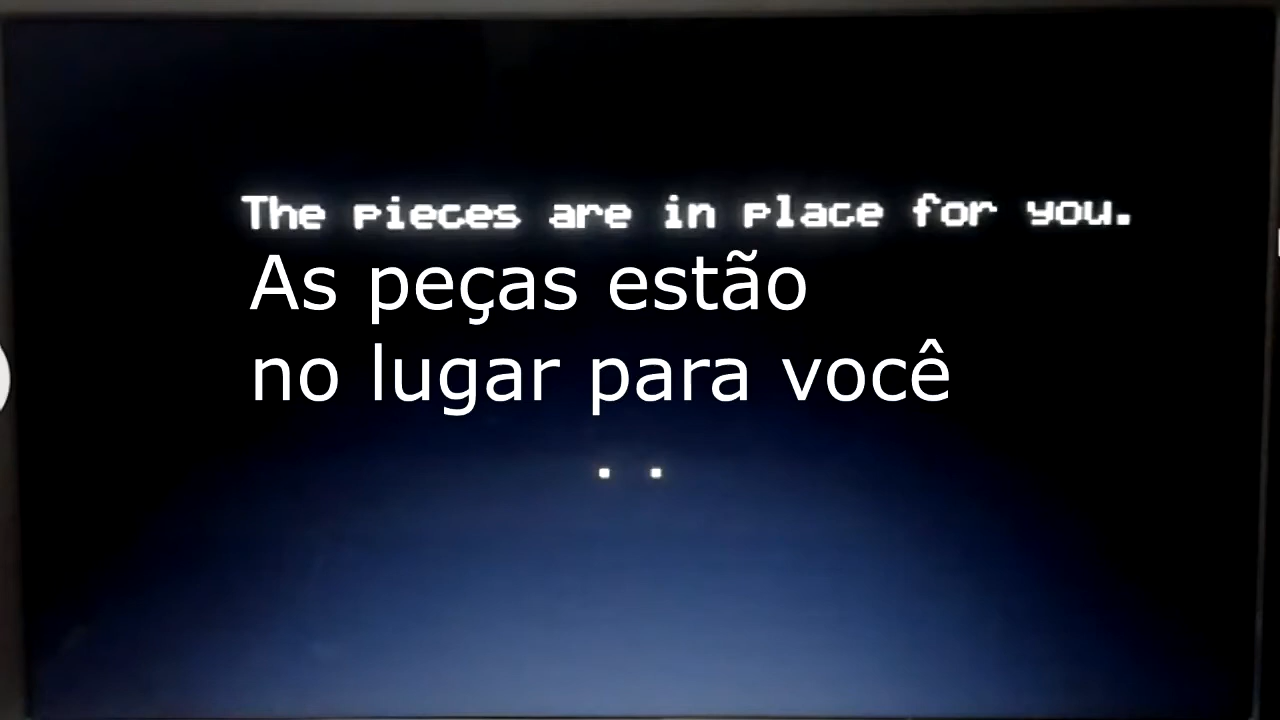 The pieces are in place for you.
As peças estão
no lugar para você
. .